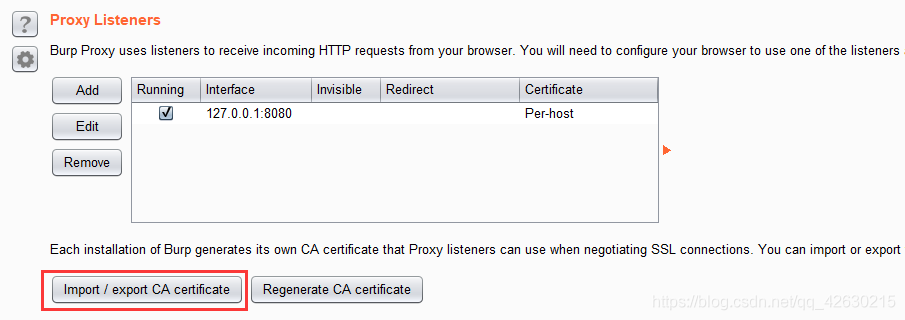 ?
Proxy Listeners
Burp Proxy uses listeners to receive incoming HTTP requests from your browser. You will need to configure your browser to use one of the listeners
Add
Edit
Remove
Running Interface Invisible Redirect Certificate
127.0.0.1:8080 Per-host
Each installation of Burp generates its own CA certificate that Proxy listeners can use when negotiating SSL connections. You can import or export
Import / export CA certificate Regenerate CA certificate
https://blog.csdn.net/qq_42630215